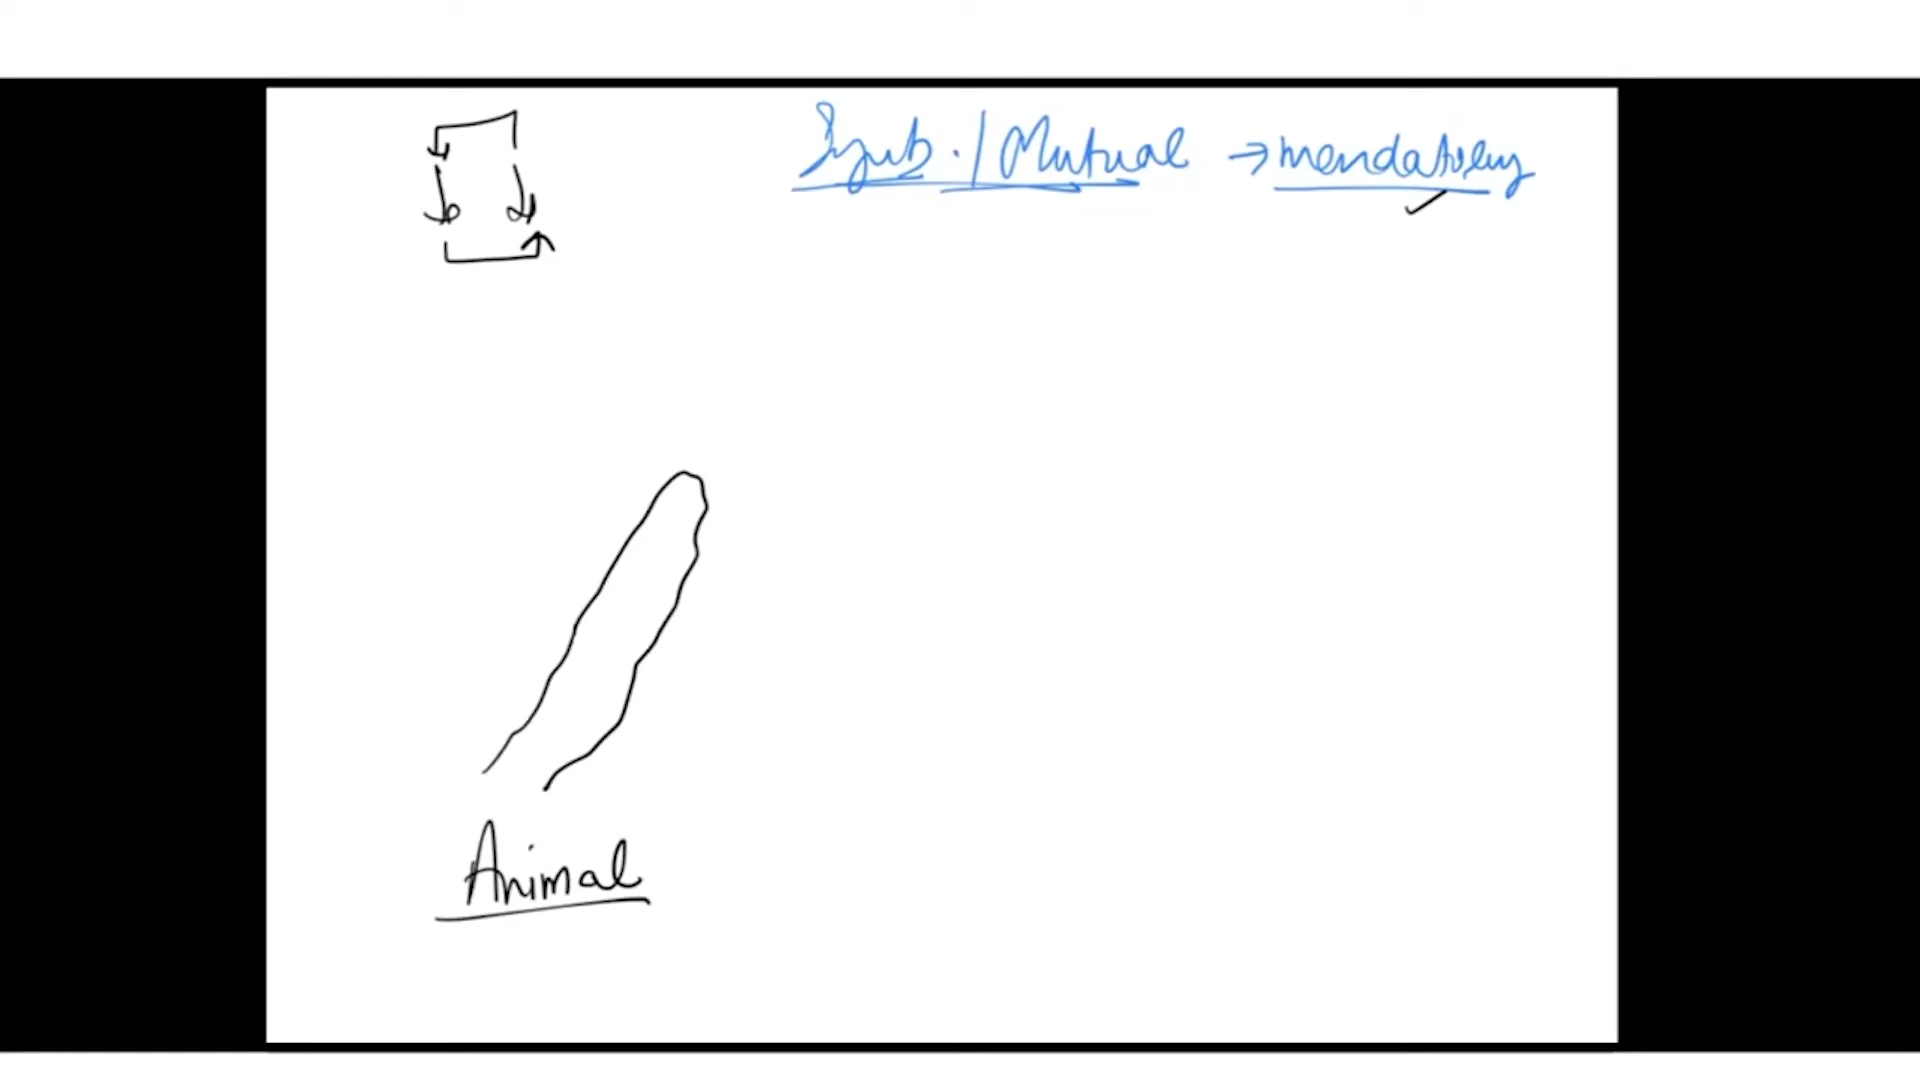 Symb. / Mutual → mendatory
Animal